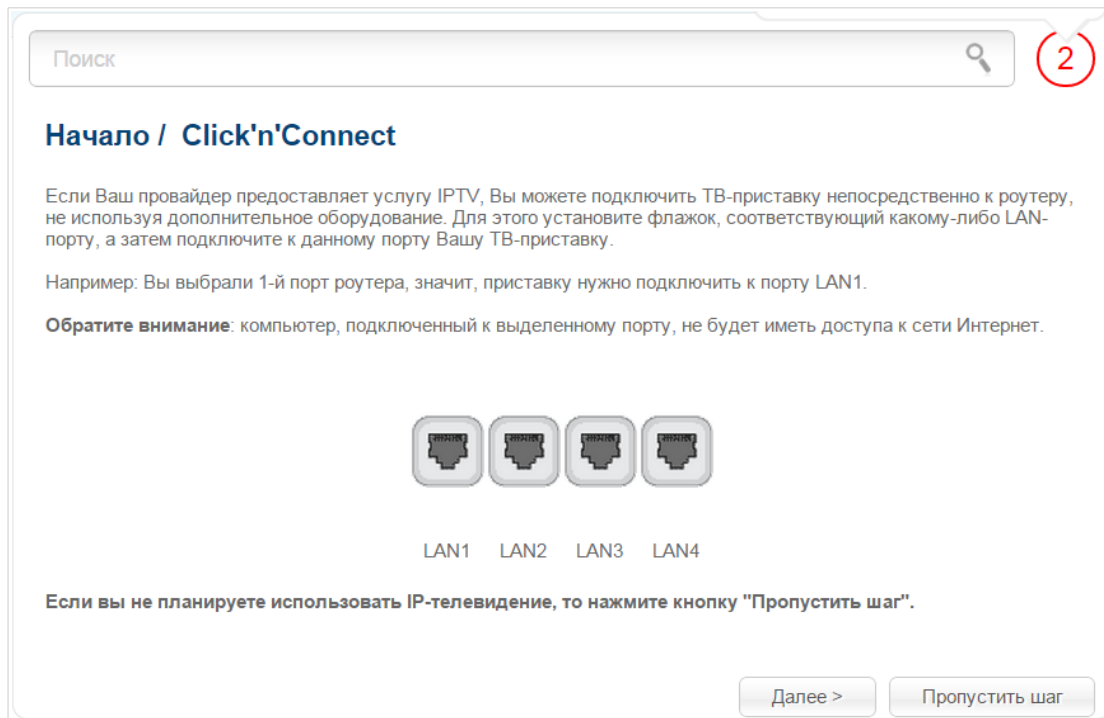 Поиск
2
Начало / Click'n'Connect
Если Ваш провайдер предоставляет услугу IPTV, Вы можете подключить ТВ-приставку непосредственно к роутеру,
не используя дополнительное оборудование. Для этого установите флажок, соответствующий какому-либо LAN-
порту, а затем подключите к данному порту Вашу ТВ-приставку.
Например: Вы выбрали 1-й порт роутера, значит, приставку нужно подключить к порту LAN1.
Обратите внимание: компьютер, подключенный к выделенному порту, не будет иметь доступа к сети Интернет.
LAN1 LAN2 LAN3 LAN4
Если вы не планируете использовать IP-телевидение, то нажмите кнопку "Пропустить шаг".
Далее > Пропустить шаг